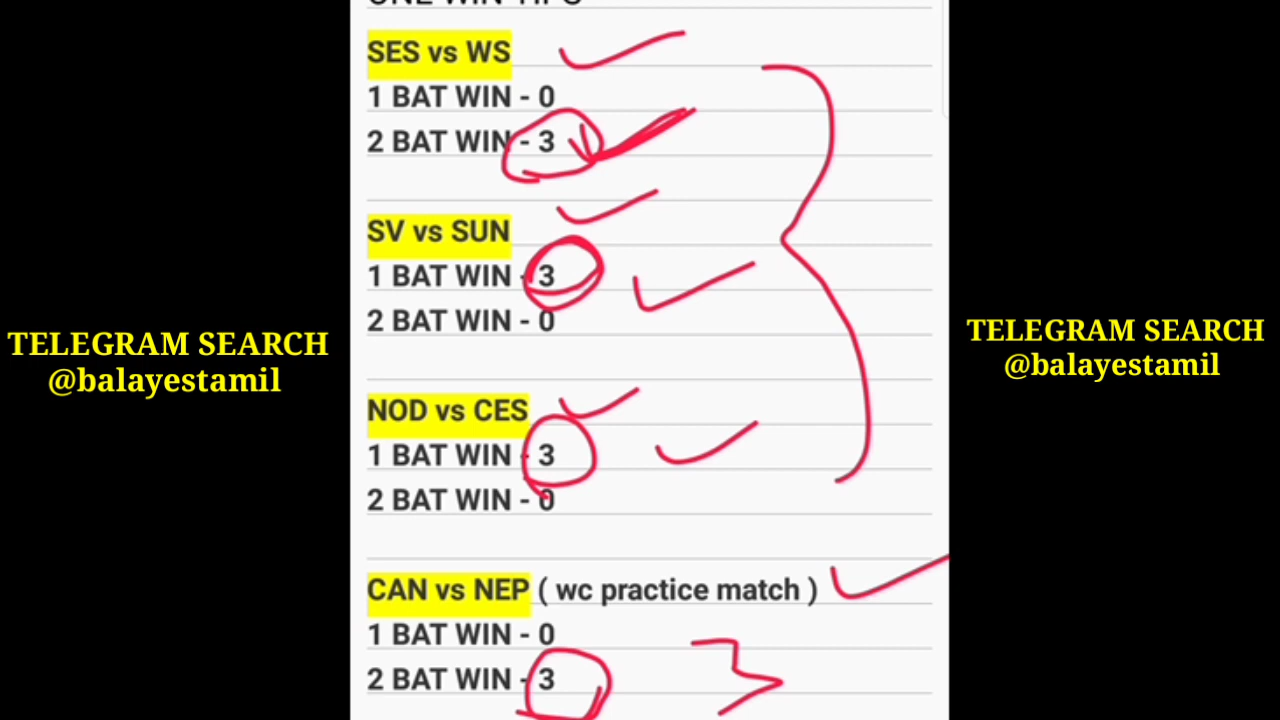 SES vs WS
1 BAT WIN - 0
2 BAT WIN - 3
SV vs SUN
1 BAT WIN - 3
2 BAT WIN - 0
NOD vs CES
1 BAT WIN - 3
2 BAT WIN - 0
CAN vs NEP ( wc practice match )
1 BAT WIN - 0
2 BAT WIN - 3
TELEGRAM SEARCH
@balayestamil
TELEGRAM SEARCH
@balayestamil